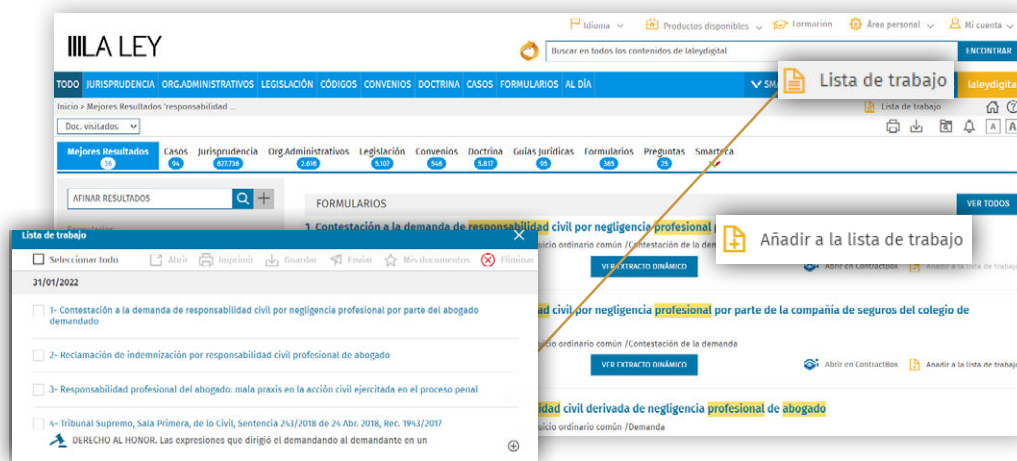 Idioma
Productos disponibles
Formación
Área personal
Mi cuenta
LA LEY
Buscar en todos los contenidos de laleydigital
ENCONTRAR
TODO JURISPRUDENCIA ORG.ADMINISTRATIVOS LEGISLACIÓN CÓDIGOS CONVENIOS DOCTRINA CASOS FORMULARIOS AL DÍA
laleydigital
Lista de trabajo
Inicio > Mejores Resultados 'responsabilidad ...
Lista de trabajo
Doc. visitados
A A
Mejores Resultados Casos Jurisprudencia Org.Administrativos Legislación Convenios Doctrina Guías Jurídicas Formularios Preguntas Smarteca
36 94 627.736 2.616 5.107 546 5.817 95 365 25
AFINAR RESULTADOS
FORMULARIOS
VER TODOS
Formularios
1 Contestación a la demanda de responsabilidad civil por negligencia profesional
juicio ordinario común /Contestación de la
VER EXTRACTO DINÁMICO
Añadir a la lista de trabajo
Abrir en ContractBox
Añadir a la lista de trabajo
civil por negligencia profesional por parte de la compañía de seguros del colegio de
juicio ordinario común /Contestación de la demanda
VER EXTRACTO DINÁMICO
Abrir en ContractBox
Añadir a la lista de trabajo
civil derivada de negligencia profesional de abogado
juicio ordinario común /Demanda
Lista de trabajo
Seleccionar todo Abrir Imprimir Guardar Enviar Mis documentos Eliminar
31/01/2022
1- Contestación a la demanda de responsabilidad civil por negligencia profesional por parte del abogado
demandado
2- Reclamación de indemnización por responsabilidad civil profesional de abogado
3- Responsabilidad profesional del abogado. mala praxis en la acción civil ejercitada en el proceso penal
4- Tribunal Supremo, Sala Primera, de lo Civil, Sentencia 243/2018 de 24 Abr. 2018, Rec. 1943/2017
DERECHO AL HONOR. Las expresiones que dirigió el demandando al demandante en un